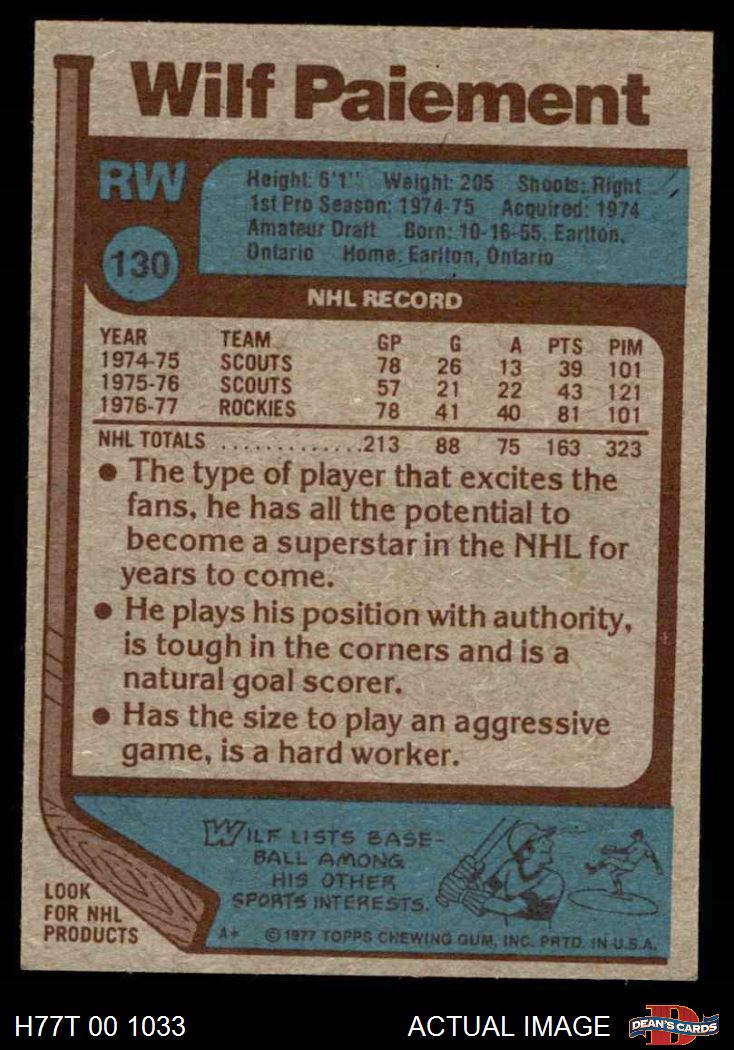 Wilf Paiement
RW
130
Height: 6'1" Weight: 205 Shoots: Right
1st Pro Season: 1974-75 Acquired: 1974
Amateur Draft Born: 10-16-55, Earlton,
Ontario Home: Earlton, Ontario
NHL RECORD
YEAR TEAM GP G A PTS PIM
1974-75 SCOUTS 78 26 13 39 101
1975-76 SCOUTS 57 21 22 43 121
1976-77 ROCKIES 78 41 40 81 101
NHL TOTALS .............213 88 75 163 323
• The type of player that excites the
fans, he has all the potential to
become a superstar in the NHL for
years to come.
• He plays his position with authority,
is tough in the corners and is a
natural goal scorer.
• Has the size to play an aggressive
game, is a hard worker.
WILF LISTS BASE-
BALL AMONG
HIS OTHER
SPORTS INTERESTS.
LOOK
FOR NHL
PRODUCTS
A* ©1977 TOPPS CHEWING GUM, INC. PRTD. IN U.S.A.
H77T 00 1033
ACTUAL IMAGE
DEAN'S CARDS